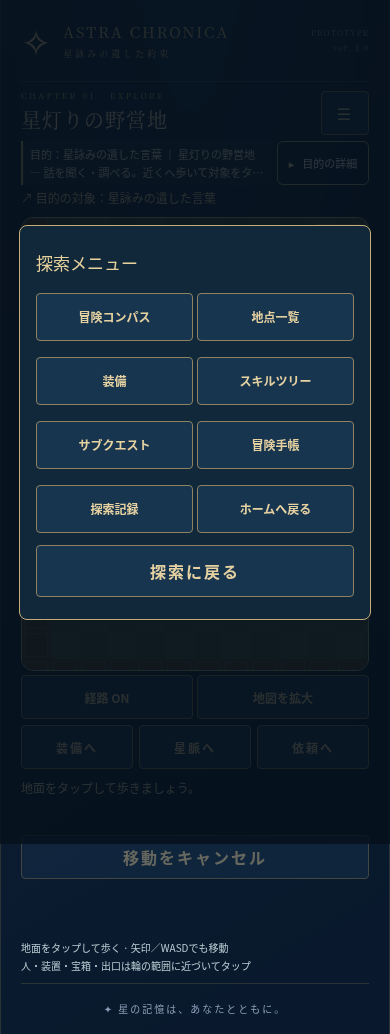 ASTRA CHRONICA
星詠みの遺した約束
PROTOTYPE
CHAPTER 01 · EXPLORE
星灯りの野営地
目的：星詠みの遺した言葉 ｜ 星灯りの野営地
― 話を聞く・調べる。近くへ歩いて対象をタ…
▸ 目的の詳細
↗ 目的の対象：星詠みの遺した言葉
探索メニュー
冒険コンパス
地点一覧
装備
スキルツリー
サブクエスト
冒険手帳
探索記録
ホームへ戻る
探索に戻る
経路 ON
地図を拡大
装備へ
星脈へ
依頼へ
地面をタップして歩きましょう。
移動をキャンセル
地面をタップして歩く · 矢印／WASDでも移動
人・装置・宝箱・出口は輪の範囲に近づいてタップ
✦ 星の記憶は、あなたとともに。